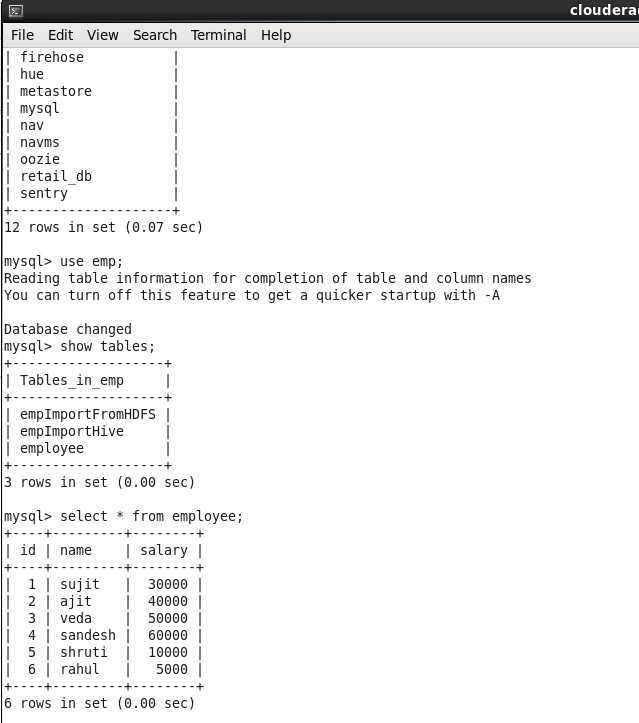 cloudera
File Edit View Search Terminal Help
| firehose           |
| hue                |
| metastore          |
| mysql              |
| nav                |
| navms              |
| oozie              |
| retail_db          |
| sentry             |
+--------------------+
12 rows in set (0.07 sec)

mysql> use emp;
Reading table information for completion of table and column names
You can turn off this feature to get a quicker startup with -A

Database changed
mysql> show tables;
+-------------------+
| Tables_in_emp     |
+-------------------+
| empImportFromHDFS |
| empImportHive     |
| employee          |
+-------------------+
3 rows in set (0.00 sec)

mysql> select * from employee;
+----+---------+--------+
| id | name    | salary |
+----+---------+--------+
|  1 | sujit   |  30000 |
|  2 | ajit    |  40000 |
|  3 | veda    |  50000 |
|  4 | sandesh |  60000 |
|  5 | shruti  |  10000 |
|  6 | rahul   |   5000 |
+----+---------+--------+
6 rows in set (0.00 sec)